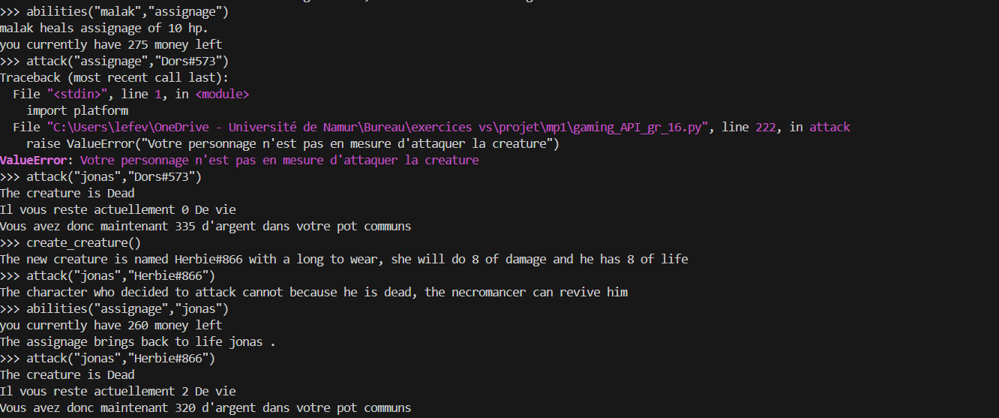 >>> abilities("malak","assignage")
malak heals assignage of 10 hp.
you currently have 275 money left
>>> attack("assignage","Dors#573")
Traceback (most recent call last):
  File "<stdin>", line 1, in <module>
    import platform
  File "C:\Users\lefev\OneDrive - Université de Namur\Bureau\exercices vs\projet\mp1\gaming_API_gr_16.py", line 222, in attack
    raise ValueError("Votre personnage n'est pas en mesure d'attaquer la creature")
ValueError: Votre personnage n'est pas en mesure d'attaquer la creature
>>> attack("jonas","Dors#573")
The creature is Dead
Il vous reste actuellement 0 De vie
Vous avez donc maintenant 335 d'argent dans votre pot communs
>>> create_creature()
The new creature is named Herbie#866 with a long to wear, she will do 8 of damage and he has 8 of life
>>> attack("jonas","Herbie#866")
The character who decided to attack cannot because he is dead, the necromancer can revive him
>>> abilities("assignage","jonas")
you currently have 260 money left
The assignage brings back to life jonas .
>>> attack("jonas","Herbie#866")
The creature is Dead
Il vous reste actuellement 2 De vie
Vous avez donc maintenant 320 d'argent dans votre pot communs